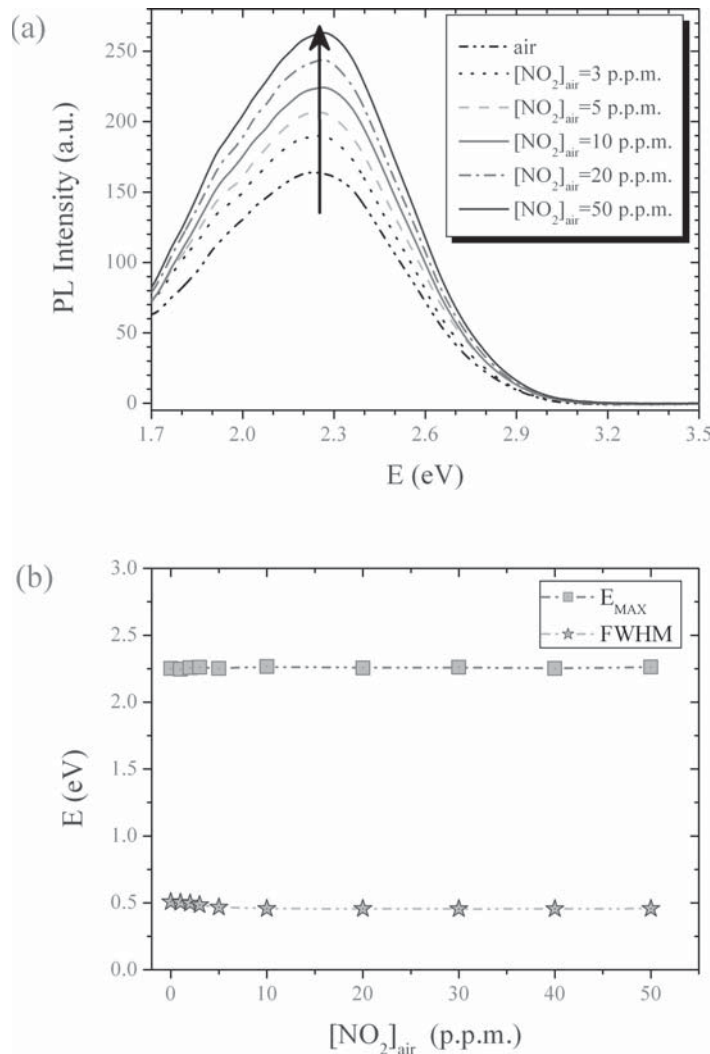 (a)
PL Intensity (a.u.)
250
200
150
100
50
0
air
[NO2]air=3 p.p.m.
[NO2]air=5 p.p.m.
[NO2]air=10 p.p.m.
[NO2]air=20 p.p.m.
[NO2]air=50 p.p.m.
1.7 2.0 2.3 2.6 2.9 3.2 3.5
E (eV)
(b)
E (eV)
3.0
2.5
2.0
1.5
1.0
0.5
0.0
EMAX
FWHM
0 10 20 30 40 50
[NO2]air (p.p.m.)